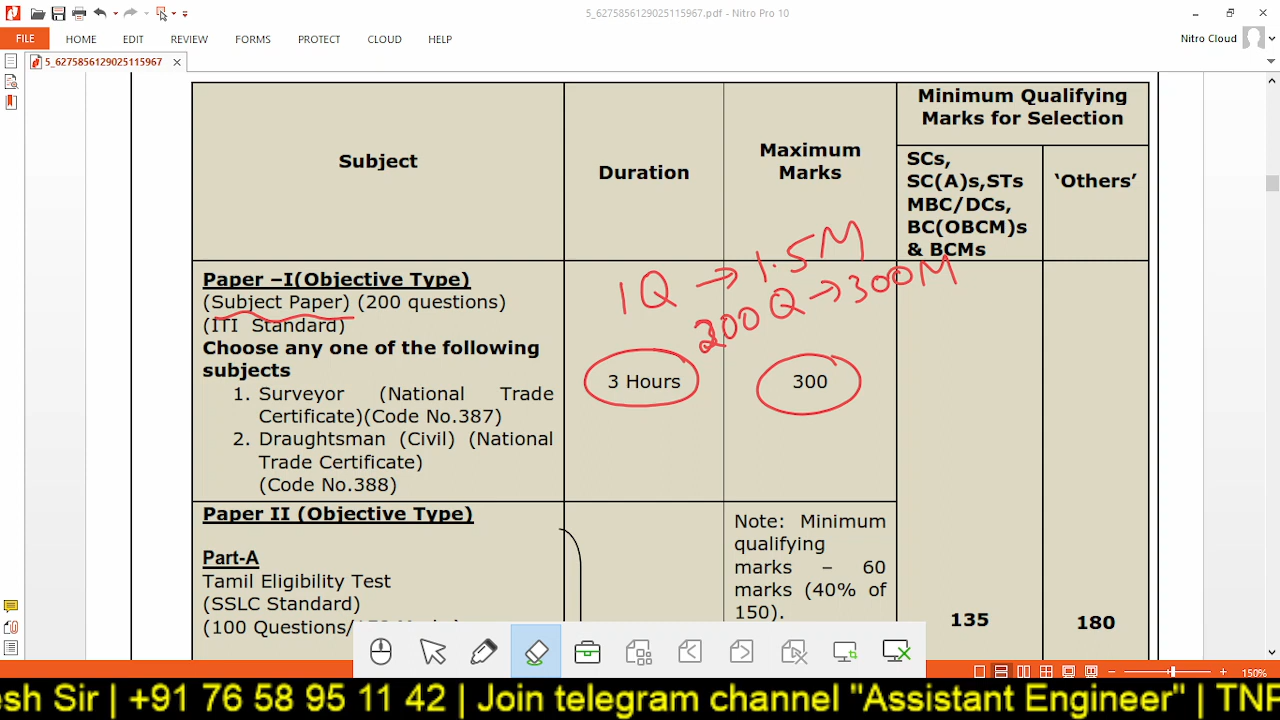 5_6275856129025115967.pdf - Nitro Pro 10
FILE HOME EDIT REVIEW FORMS PROTECT CLOUD HELP
Nitro Cloud
5_6275856129025115967
Subject
Duration
Maximum
Marks
Minimum Qualifying
Marks for Selection
SCs,
SC(A)s,STs
MBC/DCs,
BC(OBCM)s
& BCMs
‘Others’
Paper –I(Objective Type)
(Subject Paper) (200 questions)
(ITI Standard)
Choose any one of the following
subjects
1. Surveyor (National Trade
Certificate)(Code No.387)
2. Draughtsman (Civil) (National
Trade Certificate)
(Code No.388)
1Q → 1.5M
200 Q → 300M
3 Hours
300
Paper II (Objective Type)
Part-A
Tamil Eligibility Test
(SSLC Standard)
(100 Questions/
Note: Minimum
qualifying
marks – 60
marks (40% of
150).
135
180
150%
esh Sir | +91 76 58 95 11 42 | Join telegram channel "Assistant Engineer" | TNP